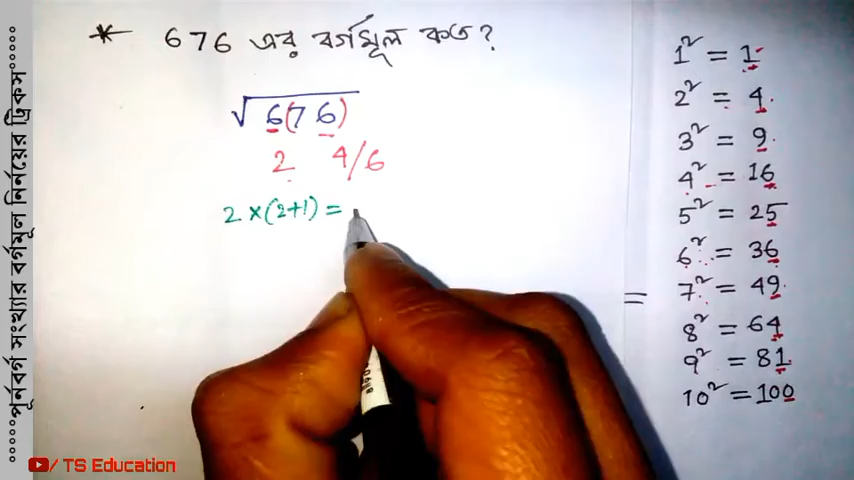 * 676 এর বর্গমূল কত?
√6(76)
2 4/6
2×(2+1) =
1² = 1
2² = 4
3² = 9
4² = 16
5² = 25
6² = 36
7² = 49
8² = 64
9² = 81
10² = 100
=
*****পূর্নবর্গ সংখ্যার বর্গমূল নির্নয়ের ট্রিকস*****
/ TS Education